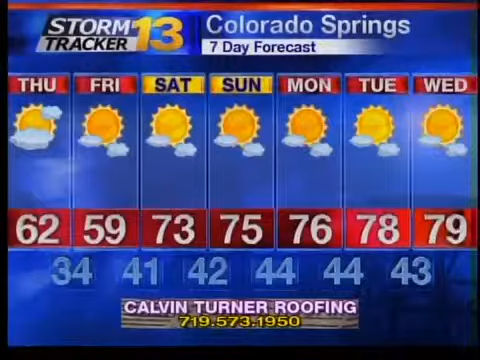 STORM TRACKER 13
Colorado Springs
7 Day Forecast
THU FRI SAT SUN MON TUE WED
62 59 73 75 76 78 79
34 41 42 44 44 43
CALVIN TURNER ROOFING
719.573.1950